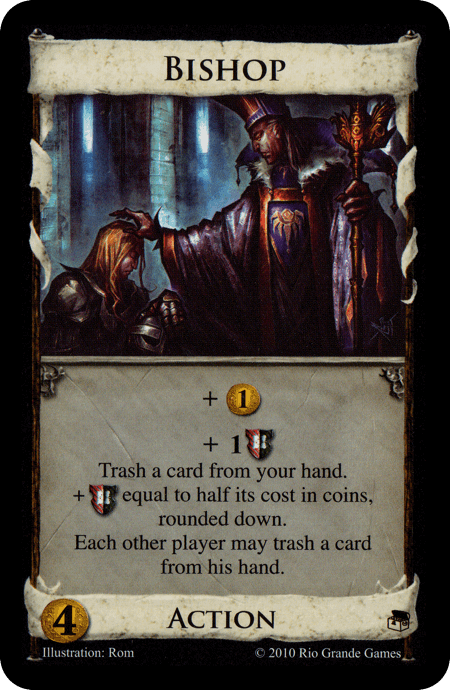 BISHOP
+ 1
+ 1
Trash a card from your hand.
+ equal to half its cost in coins,
rounded down.
Each other player may trash a card
from his hand.
4 ACTION
Illustration: Rom © 2010 Rio Grande Games